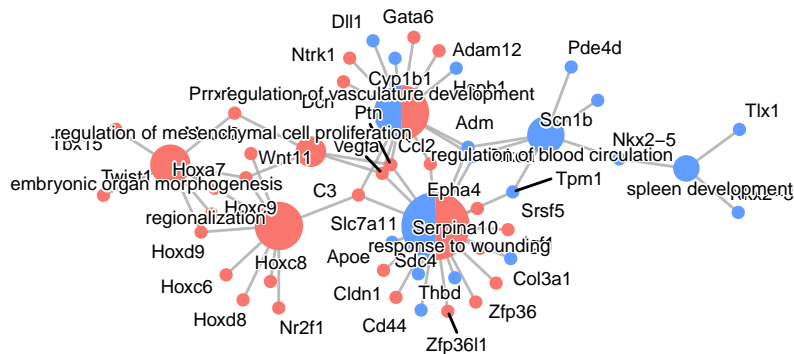 Dll1
Gata6
Ntrk1
Adam12
Pde4d
Cyp1b1
regulation of vasculature development
Ptn
Adm
Scn1b
Tlx1
regulation of mesenchymal cell proliferation
Vegfa
Ccl2
Nkx2−5
Wnt11
regulation of blood circulation
Hoxa7
Twist1
embryonic organ morphogenesis
C3
Epha4
Tpm1
spleen development
Hoxc9
regionalization
Slc7a11
Srsf5
Serpina10
response to wounding
Hoxd9
Apoe
Sdc4
Hoxc8
Col3a1
Hoxc6
Cldn1
Thbd
Zfp36
Hoxd8
Nr2f1
Cd44
Zfp36l1